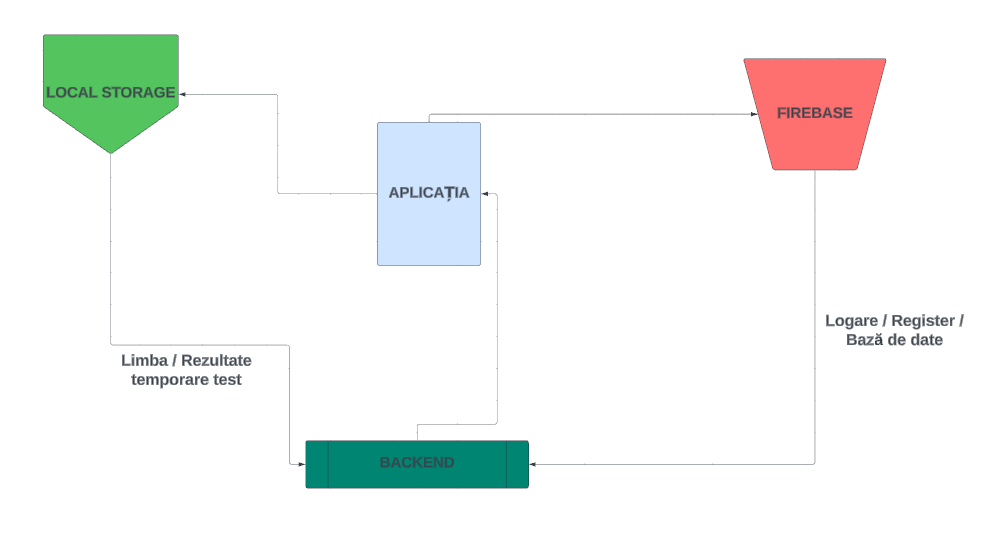 LOCAL STORAGE
FIREBASE
APLICAȚIA
Logare / Register /
Bază de date
Limba / Rezultate
temporare test
BACKEND